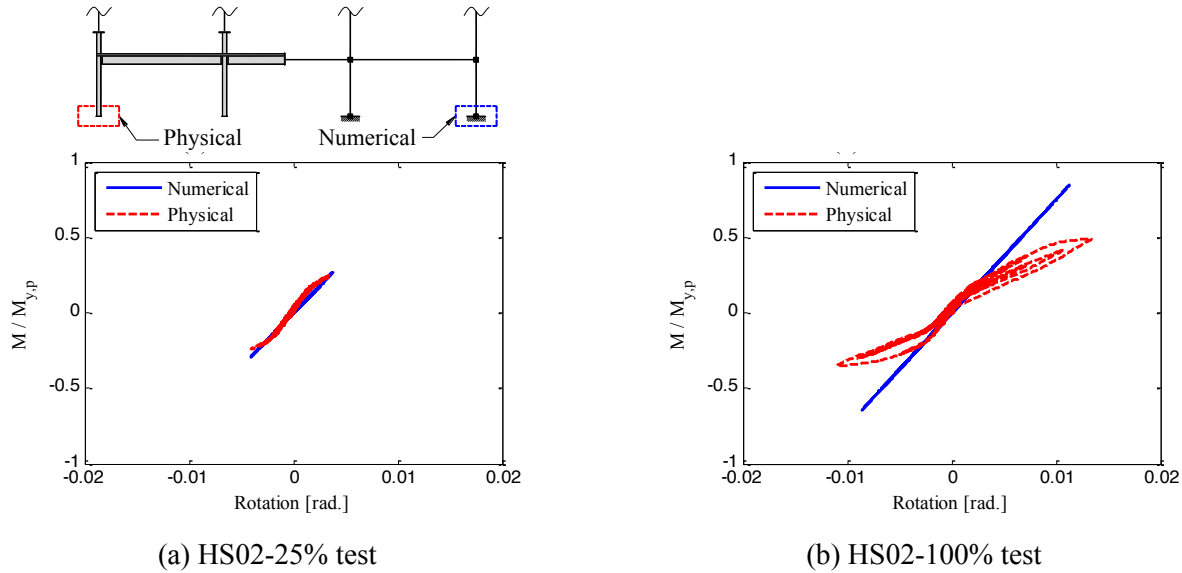 Physical
Numerical
1
0.5
0
-0.5
-1
M / My,p
Numerical
Physical
-0.02
-0.01
0
0.01
0.02
Rotation [rad.]
(a) HS02-25% test
1
0.5
0
-0.5
-1
M / My,p
Numerical
Physical
-0.02
-0.01
0
0.01
0.02
Rotation [rad.]
(b) HS02-100% test